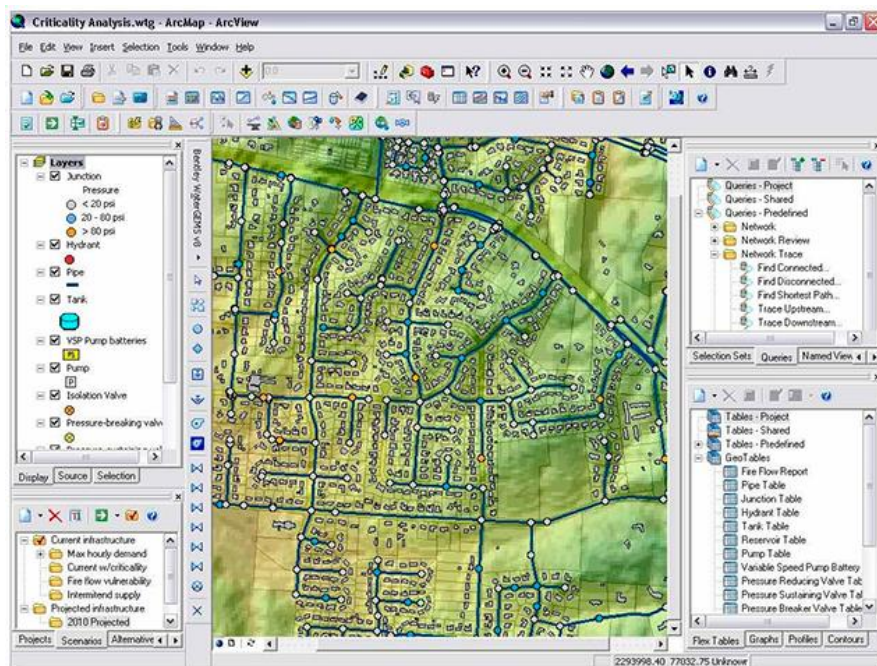 Criticality Analysis.wtg - ArcMap - ArcView
File Edit View Insert Selection Tools Window Help
0.0
Layers
Junction
Pressure
< 20 psi
20 - 80 psi
> 80 psi
Hydrant
Pipe
Tank
VSP Pump batteries
Pump
P
Isolation Valve
Pressure-breaking valve
Display Source Selection
Current infrastructure
Max hourly demand
Current w/criticality
Fire flow vulnerability
Intermitend supply
Projected infrastructure
2010 Projected
Projects Scenarios Alternative
Bentley WaterGEMS v8
Queries - Project
Queries - Shared
Queries - Predefined
Network
Network Review
Network Trace
Find Connected...
Find Disconnected...
Find Shortest Path...
Trace Upstream...
Trace Downstream...
Selection Sets Queries Named View
Tables - Project
Tables - Shared
Tables - Predefined
GeoTables
Fire Flow Report
Pipe Table
Junction Table
Hydrant Table
Tank Table
Reservoir Table
Pump Table
Variable Speed Pump Battery
Pressure Reducing Valve Tab
Pressure Sustaining Valve Tab
Pressure Breaker Valve Table
Flex Tables Graphs Profiles Contours
2293998.40 77032.75 Unknown